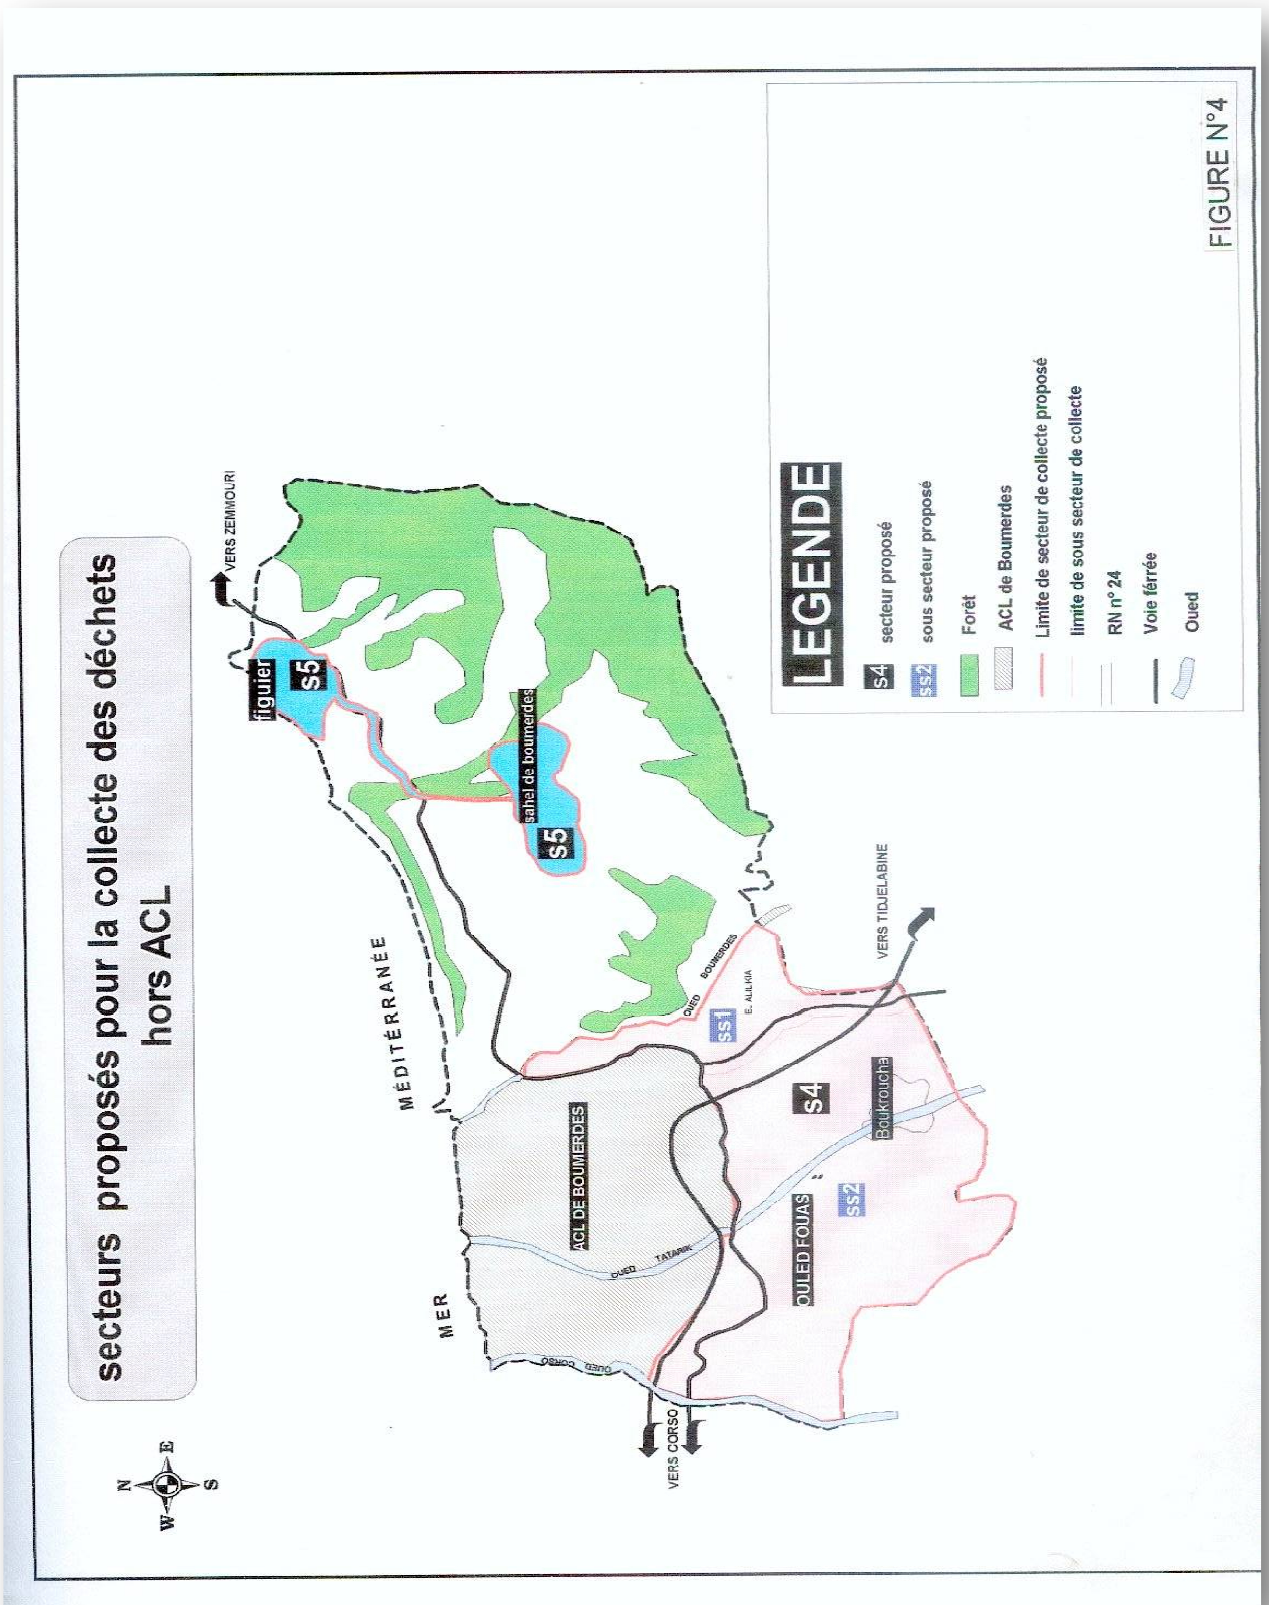 secteurs proposés pour la collecte des déchets
hors ACL
N
W
E
S
VERS ZEMMOURI
figuier
s5
sahel de boumerdes
s5
MÉDITÉRRANÉE
MER
ACL DE BOUMERDES
OUED TATARIK
OUED CORSO
VERS CORSO
OUED BOUMERDES
E. ALILKIA
ss1
VERS TIDJELABINE
s4
Boukroucha
OULED FOUAS
ss2
LEGENDE
s4 secteur proposé
ss2 sous secteur proposé
Forêt
ACL de Boumerdes
Limite de secteur de collecte proposé
limite de sous secteur de collecte
RN n° 24
Voie férrée
Oued
FIGURE N°4